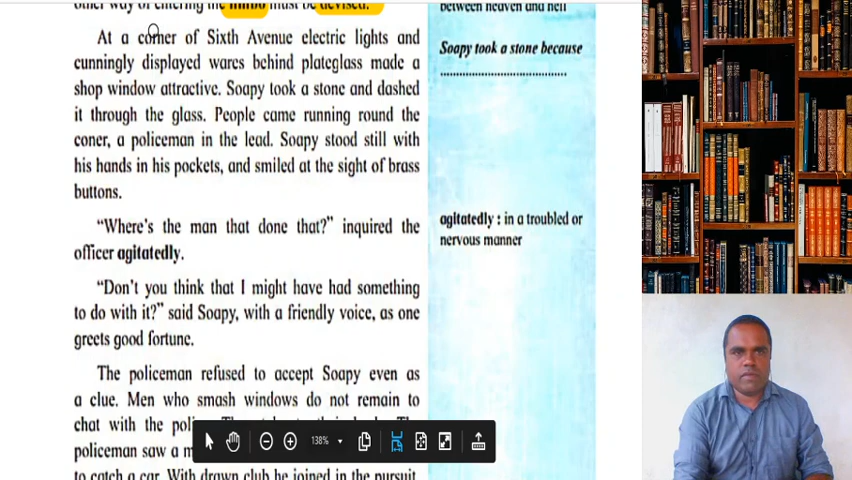 other way of entering the limbo must be devised.
At a corner of Sixth Avenue electric lights and
cunningly displayed wares behind plateglass made a
shop window attractive. Soapy took a stone and dashed
it through the glass. People came running round the
coner, a policeman in the lead. Soapy stood still with
his hands in his pockets, and smiled at the sight of brass
buttons.
“Where's the man that done that?” inquired the
officer agitatedly.
“Don't you think that I might have had something
to do with it?” said Soapy, with a friendly voice, as one
greets good fortune.
The policeman refused to accept Soapy even as
a clue. Men who smash windows do not remain to
chat with the
policeman saw a
to catch a car. With drawn club he joined in the pursuit.
between heaven and hell
Soapy took a stone because
..........................................
agitatedly : in a troubled or
nervous manner
138%